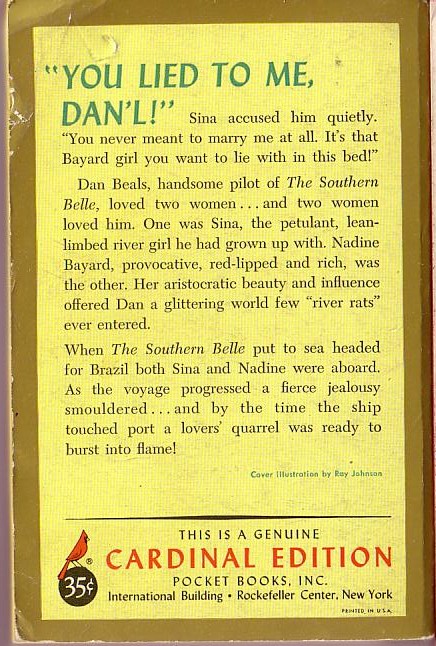 "YOU LIED TO ME,
DAN'L!" Sina accused him quietly.
"You never meant to marry me at all. It's that
Bayard girl you want to lie with in this bed!"
Dan Beals, handsome pilot of The Southern
Belle, loved two women . . . and two women
loved him. One was Sina, the petulant, lean-
limbed river girl he had grown up with. Nadine
Bayard, provocative, red-lipped and rich, was
the other. Her aristocratic beauty and influence
offered Dan a glittering world few "river rats"
ever entered.
When The Southern Belle put to sea headed
for Brazil both Sina and Nadine were aboard.
As the voyage progressed a fierce jealousy
smouldered . . . and by the time the ship
touched port a lovers' quarrel was ready to
burst into flame!
Cover illustration by Ray Johnson
THIS IS A GENUINE
® CARDINAL EDITION
35¢
POCKET BOOKS, INC.
International Building • Rockefeller Center, New York
PRINTED IN U.S.A.